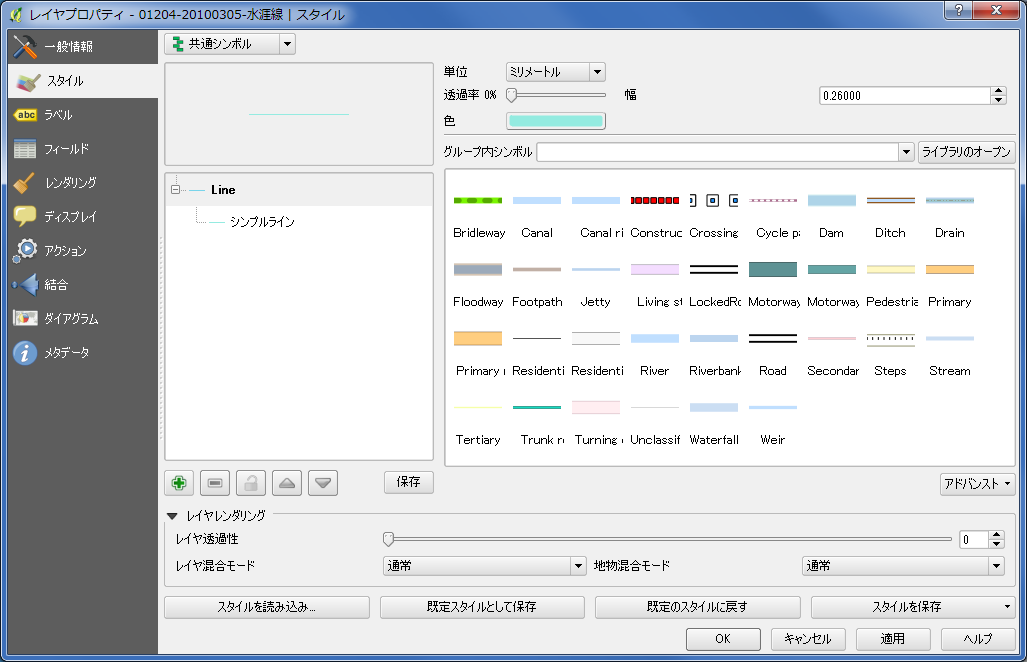 レイヤプロパティ - 01204-20100305-水涯線 | スタイル
一般情報
スタイル
abc ラベル
フィールド
レンダリング
ディスプレイ
アクション
結合
ダイアグラム
メタデータ
共通シンボル
単位 ミリメートル
透過率 0% 幅 0.26000
色
グループ内シンボル ライブラリのオープン
Line
シンプルライン
Bridleway Canal Canal ri Construc Crossing Cycle pa Dam Ditch Drain
Floodway Footpath Jetty Living st LockedRo Motorway Motorway Pedestria Primary
Primary r Residenti Residenti River Riverbank Road Secondar Steps Stream
Tertiary Trunk ro Turning c Unclassif Waterfall Weir
保存
アドバンスト
レイヤレンダリング
レイヤ透過性 0
レイヤ混合モード 通常 地物混合モード 通常
スタイルを読み込み... 既定スタイルとして保存 既定のスタイルに戻す スタイルを保存
OK キャンセル 適用 ヘルプ